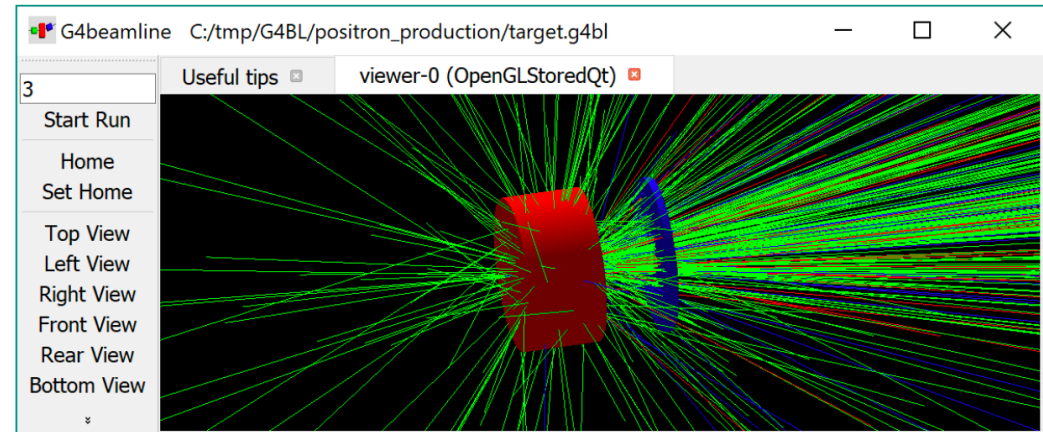 G4beamline C:/tmp/G4BL/positron_production/target.g4bl
Useful tips viewer-0 (OpenGLStoredQt)
3
Start Run
Home
Set Home
Top View
Left View
Right View
Front View
Rear View
Bottom View